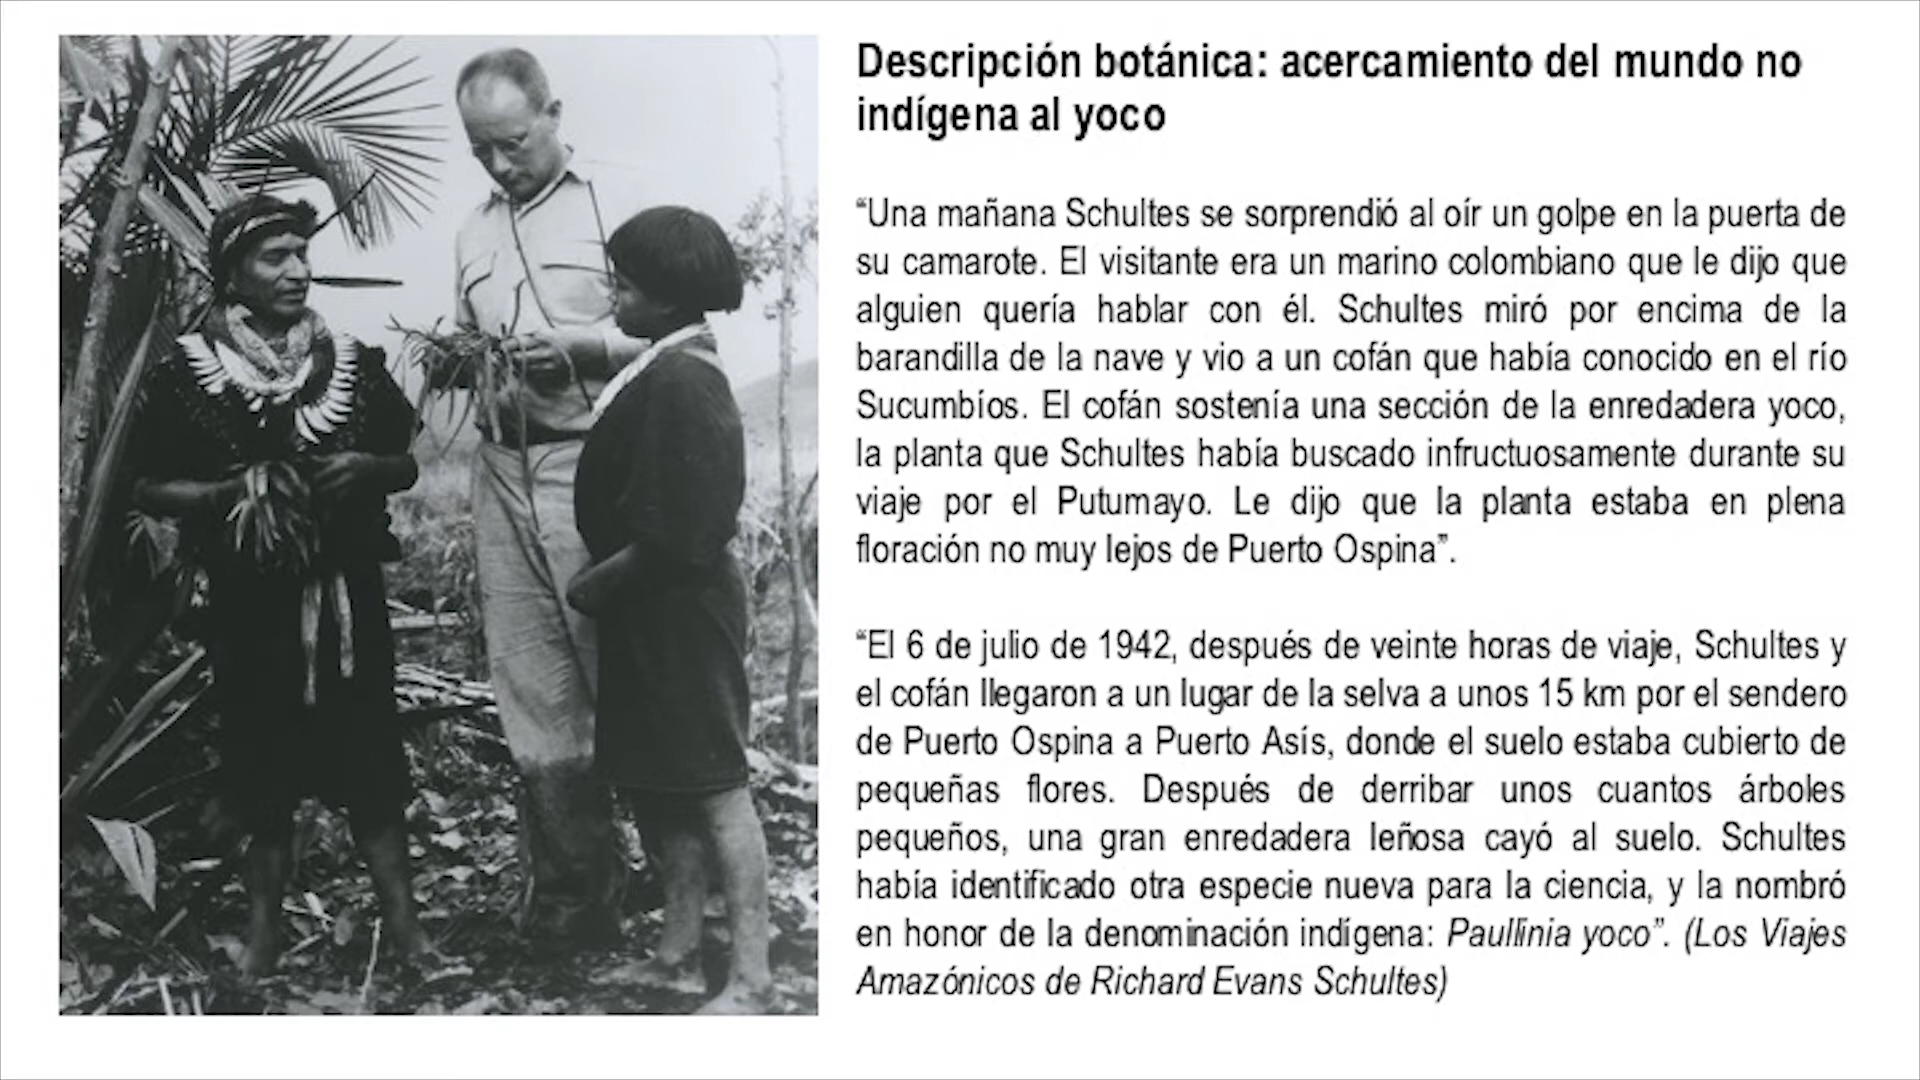 Descripción botánica: acercamiento del mundo no
indígena al yoco
“Una mañana Schultes se sorprendió al oír un golpe en la puerta de
su camarote. El visitante era un marino colombiano que le dijo que
alguien quería hablar con él. Schultes miró por encima de la
barandilla de la nave y vio a un cofán que había conocido en el río
Sucumbíos. El cofán sostenía una sección de la enredadera yoco,
la planta que Schultes había buscado infructuosamente durante su
viaje por el Putumayo. Le dijo que la planta estaba en plena
floración no muy lejos de Puerto Ospina”.
“El 6 de julio de 1942, después de veinte horas de viaje, Schultes y
el cofán llegaron a un lugar de la selva a unos 15 km por el sendero
de Puerto Ospina a Puerto Asís, donde el suelo estaba cubierto de
pequeñas flores. Después de derribar unos cuantos árboles
pequeños, una gran enredadera leñosa cayó al suelo. Schultes
había identificado otra especie nueva para la ciencia, y la nombró
en honor de la denominación indígena: Paullinia yoco”. (Los Viajes
Amazónicos de Richard Evans Schultes)